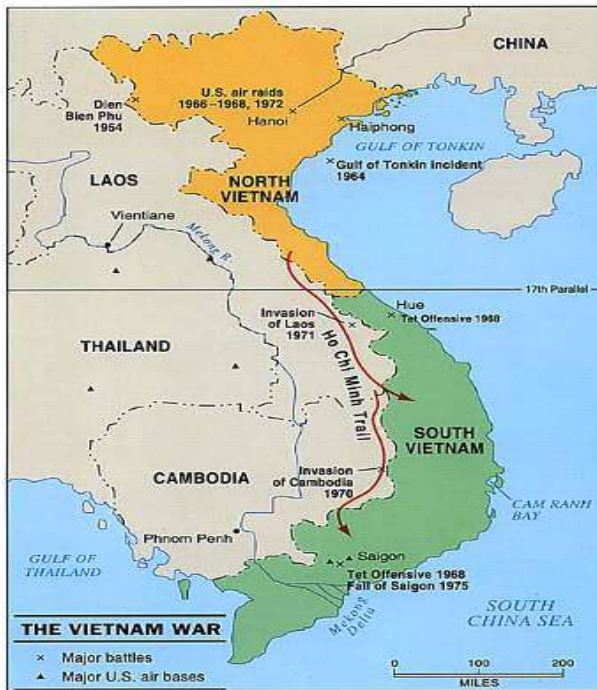 CHINA
U.S. air raids
1966–1968, 1972
Hanoi
Dien
Bien Phu
1954
Haiphong
GULF OF TONKIN
Gulf of Tonkin Incident
1964
LAOS
NORTH
VIETNAM
Vientiane
Mekong R.
17th Parallel
Hue
Tet Offensive 1968
Invasion
of Laos
1971
THAILAND
Ho Chi Minh Trail
SOUTH
VIETNAM
Invasion
of Cambodia
1970
CAMBODIA
CAM RANH
BAY
Phnom Penh
Saigon
GULF OF
THAILAND
Tet Offensive 1968
Fall of Saigon 1975
Mekong
Delta
SOUTH
CHINA SEA
THE VIETNAM WAR
Major battles
Major U.S. air bases
0 100 200
MILES